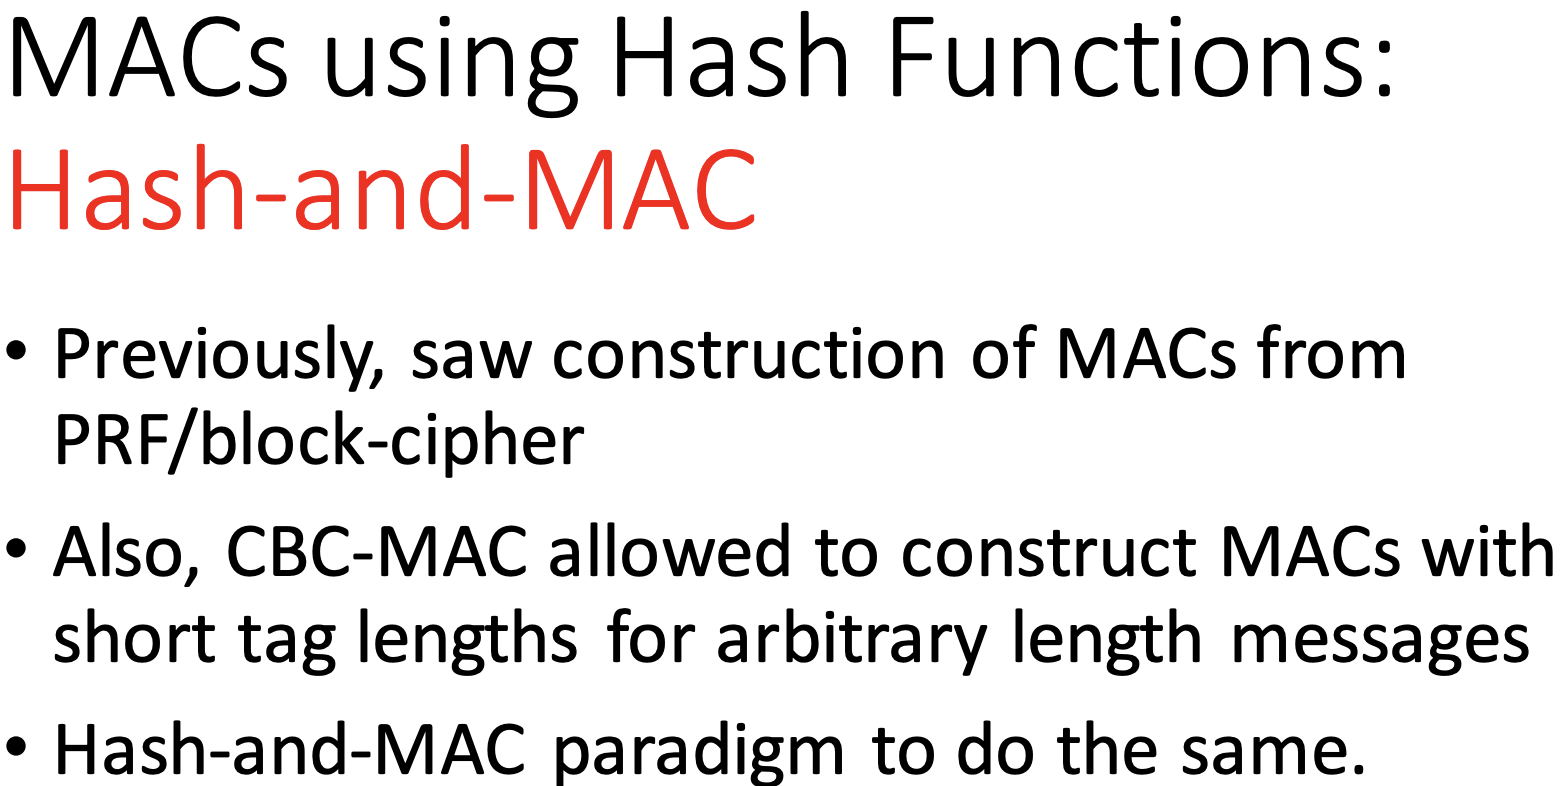 MACs using Hash Functions:
Hash-and-MAC
• Previously, saw construction of MACs from
PRF/block-cipher
• Also, CBC-MAC allowed to construct MACs with
short tag lengths for arbitrary length messages
• Hash-and-MAC paradigm to do the same.